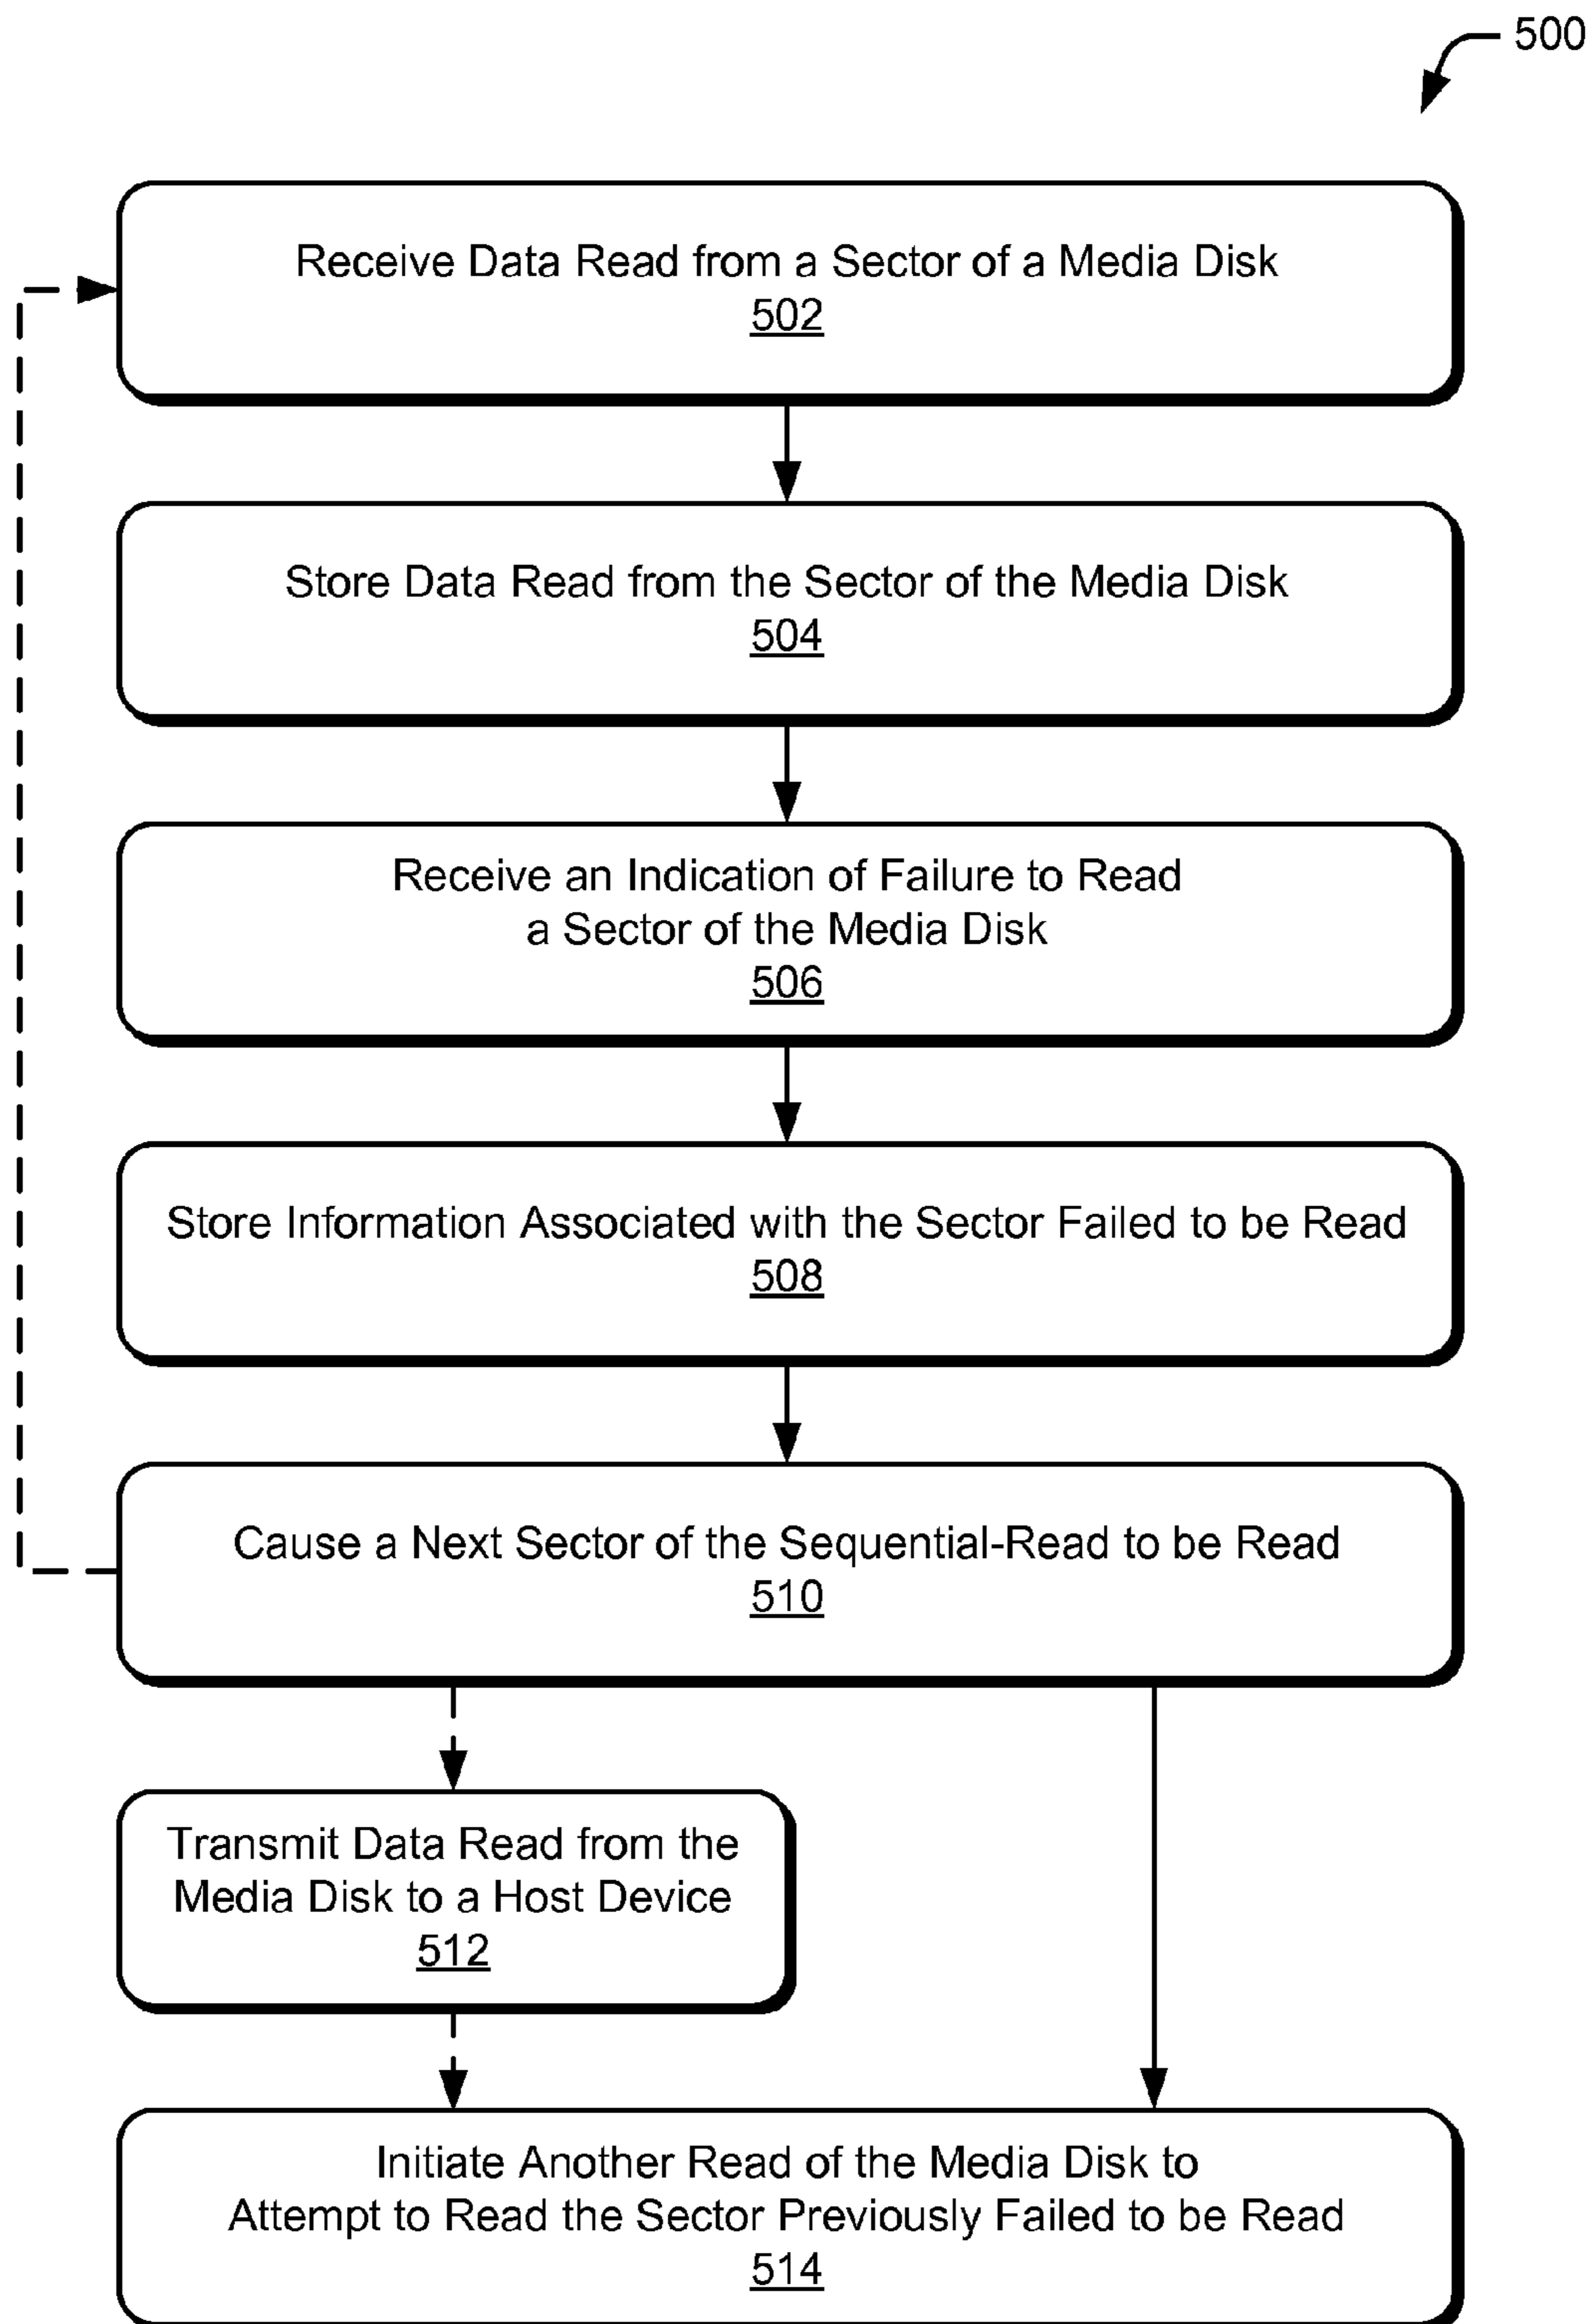 500
Receive Data Read from a Sector of a Media Disk
502
Store Data Read from the Sector of the Media Disk
504
Receive an Indication of Failure to Read
a Sector of the Media Disk
506
Store Information Associated with the Sector Failed to be Read
508
Cause a Next Sector of the Sequential-Read to be Read
510
Transmit Data Read from the
Media Disk to a Host Device
512
Initiate Another Read of the Media Disk to
Attempt to Read the Sector Previously Failed to be Read
514